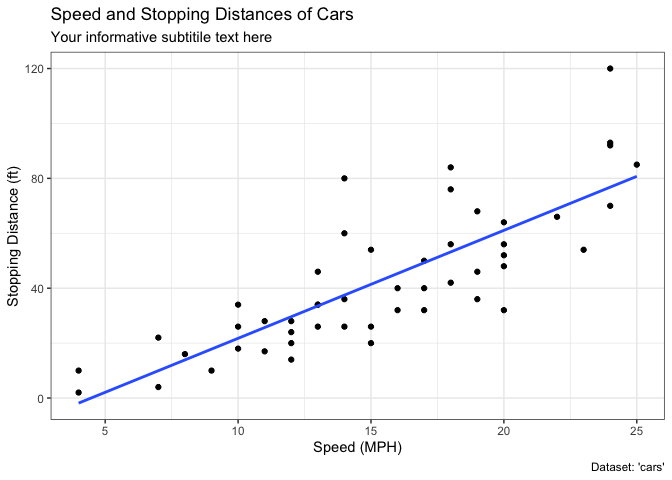 Speed and Stopping Distances of Cars
Your informative subtitile text here
120
80
40
0
Stopping Distance (ft)
5 10 15 20 25
Speed (MPH)
Dataset: 'cars'